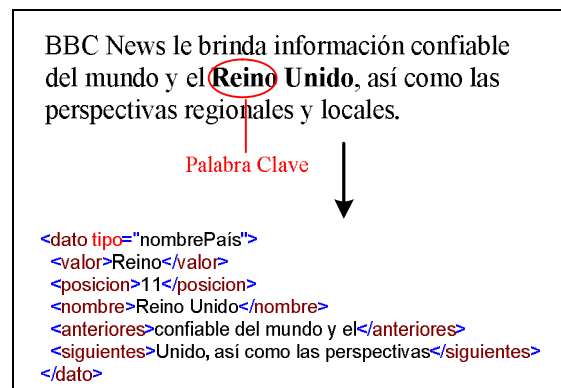 BBC News le brinda información confiable
del mundo y el Reino Unido, así como las
perspectivas regionales y locales.
Palabra Clave
<dato tipo="nombrePaís">
<valor>Reino</valor>
<posicion>11</posicion>
<nombre>Reino Unido</nombre>
<anteriores>confiable del mundo y el</anteriores>
<siguientes>Unido, así como las perspectivas</siguientes>
</dato>